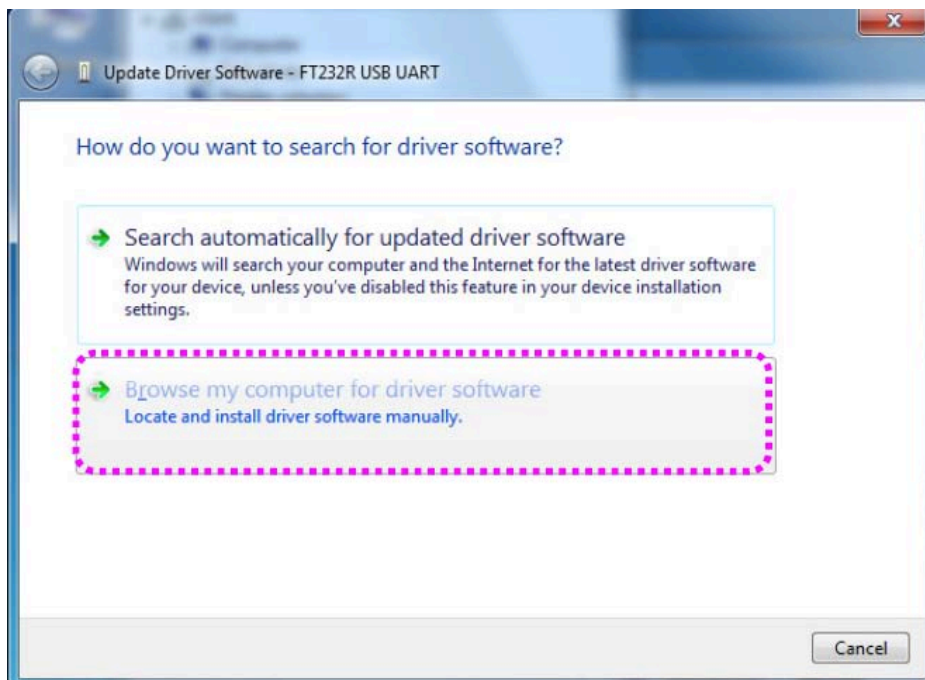 Computer
Update Driver Software - FT232R USB UART
How do you want to search for driver software?
Search automatically for updated driver software
Windows will search your computer and the Internet for the latest driver software
for your device, unless you've disabled this feature in your device installation
settings.
Browse my computer for driver software
Locate and install driver software manually.
Cancel